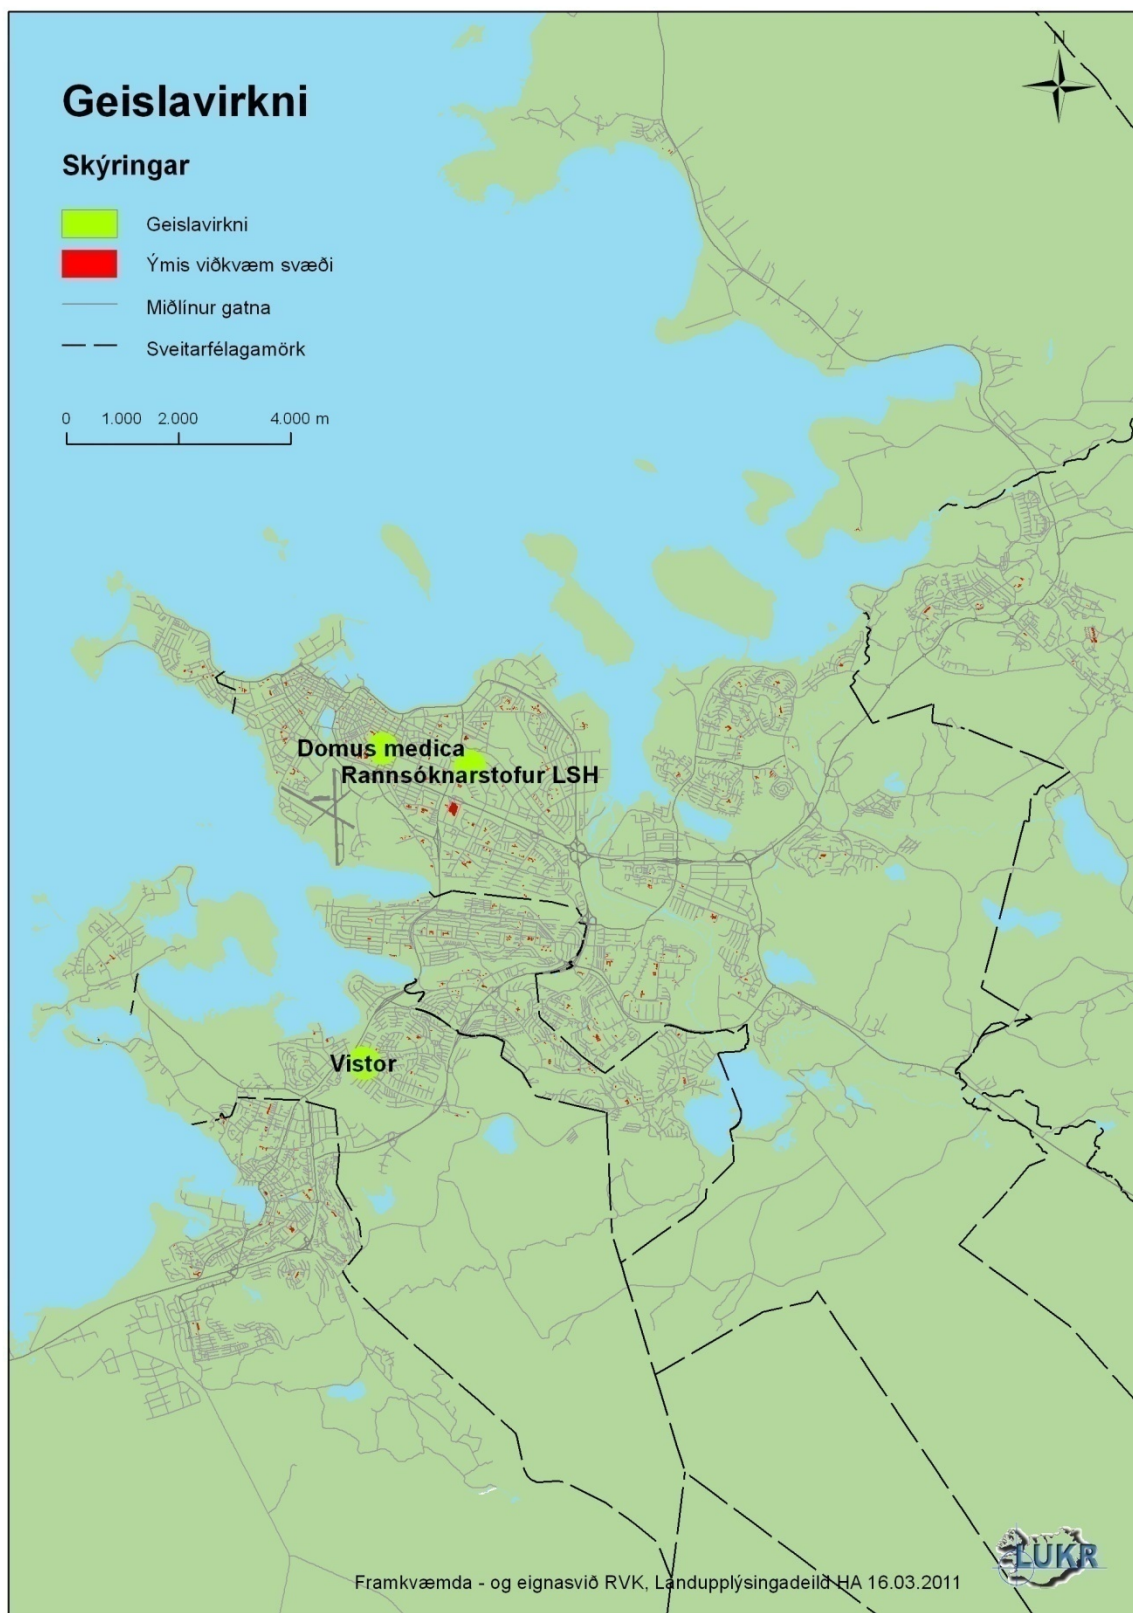 N
Geislavirkni
Skýringar
Geislavirkni
Ýmis viðkvæm svæði
Miðlínur gatna
Sveitarfélagamörk
0 1.000 2.000 4.000 m
Domus medica
Rannsóknarstofur LSH
Vistor
LUKR
Framkvæmda - og eignasvið RVK, Landupplýsingadeild HA 16.03.2011